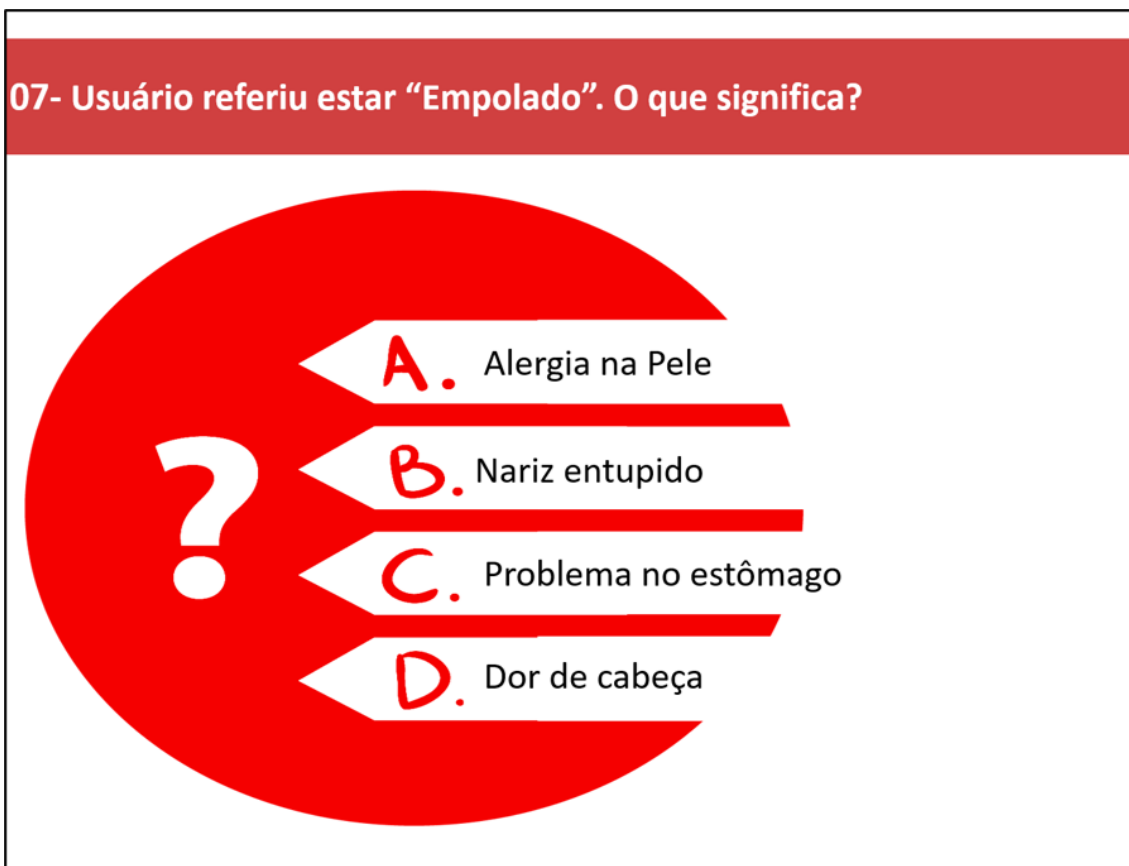 07- Usuário referiu estar “Empolado”. O que significa?
A. Alergia na Pele
?
B. Nariz entupido
C. Problema no estômago
D. Dor de cabeça